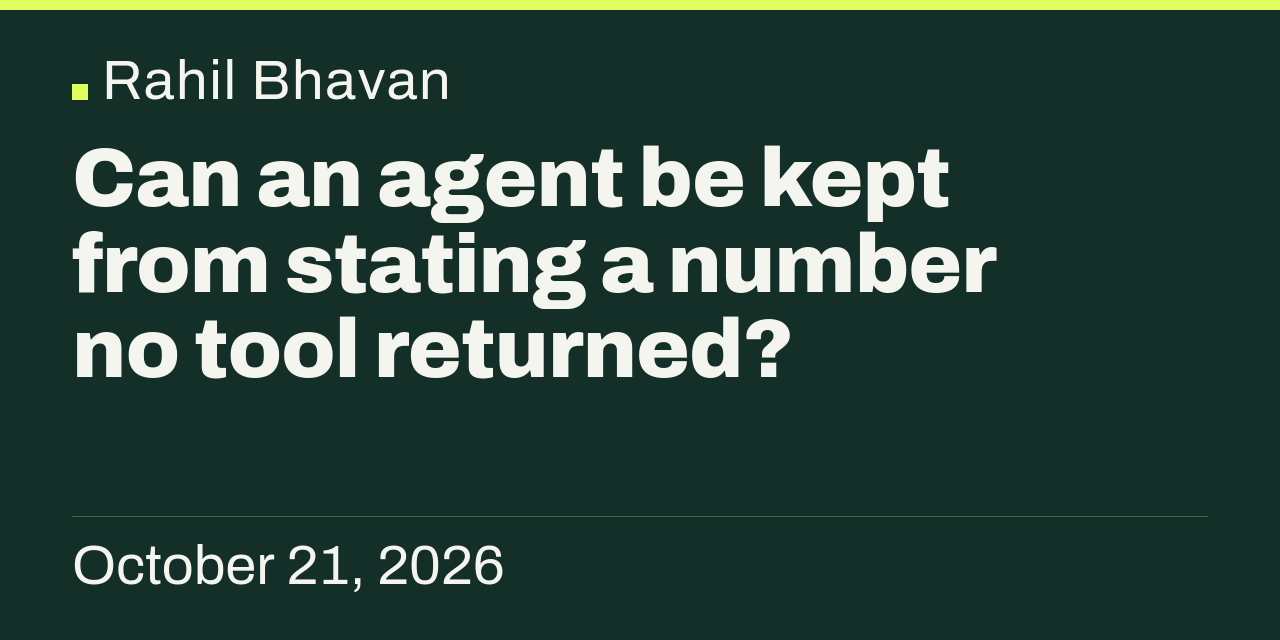 Rahil Bhavan
Can an agent be kept
from stating a number
no tool returned?
October 21, 2026